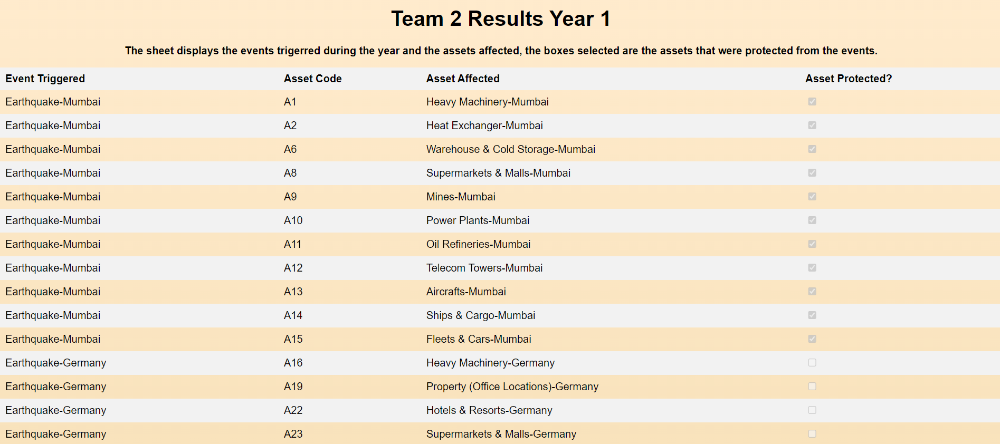 Team 2 Results Year 1
The sheet displays the events trigerred during the year and the assets affected, the boxes selected are the assets that were protected from the events.
Event Triggered Asset Code Asset Affected Asset Protected?
Earthquake-Mumbai A1 Heavy Machinery-Mumbai
Earthquake-Mumbai A2 Heat Exchanger-Mumbai
Earthquake-Mumbai A6 Warehouse & Cold Storage-Mumbai
Earthquake-Mumbai A8 Supermarkets & Malls-Mumbai
Earthquake-Mumbai A9 Mines-Mumbai
Earthquake-Mumbai A10 Power Plants-Mumbai
Earthquake-Mumbai A11 Oil Refineries-Mumbai
Earthquake-Mumbai A12 Telecom Towers-Mumbai
Earthquake-Mumbai A13 Aircrafts-Mumbai
Earthquake-Mumbai A14 Ships & Cargo-Mumbai
Earthquake-Mumbai A15 Fleets & Cars-Mumbai
Earthquake-Germany A16 Heavy Machinery-Germany
Earthquake-Germany A19 Property (Office Locations)-Germany
Earthquake-Germany A22 Hotels & Resorts-Germany
Earthquake-Germany A23 Supermarkets & Malls-Germany